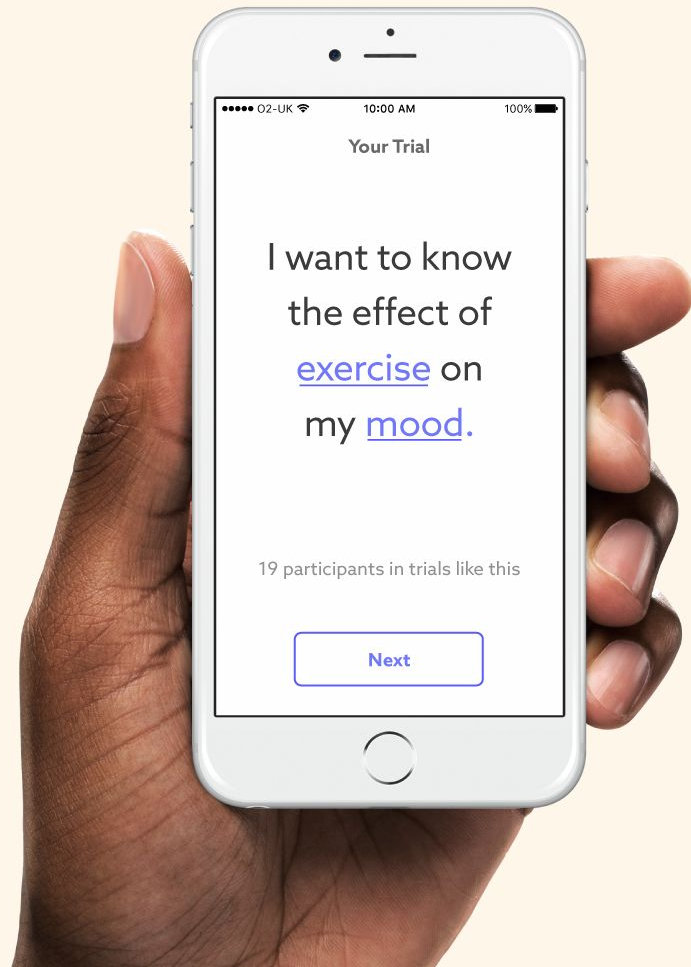 ●●●●● O2-UK 10:00 AM 100%
Your Trial
I want to know
the effect of
exercise on
my mood.
19 participants in trials like this
Next